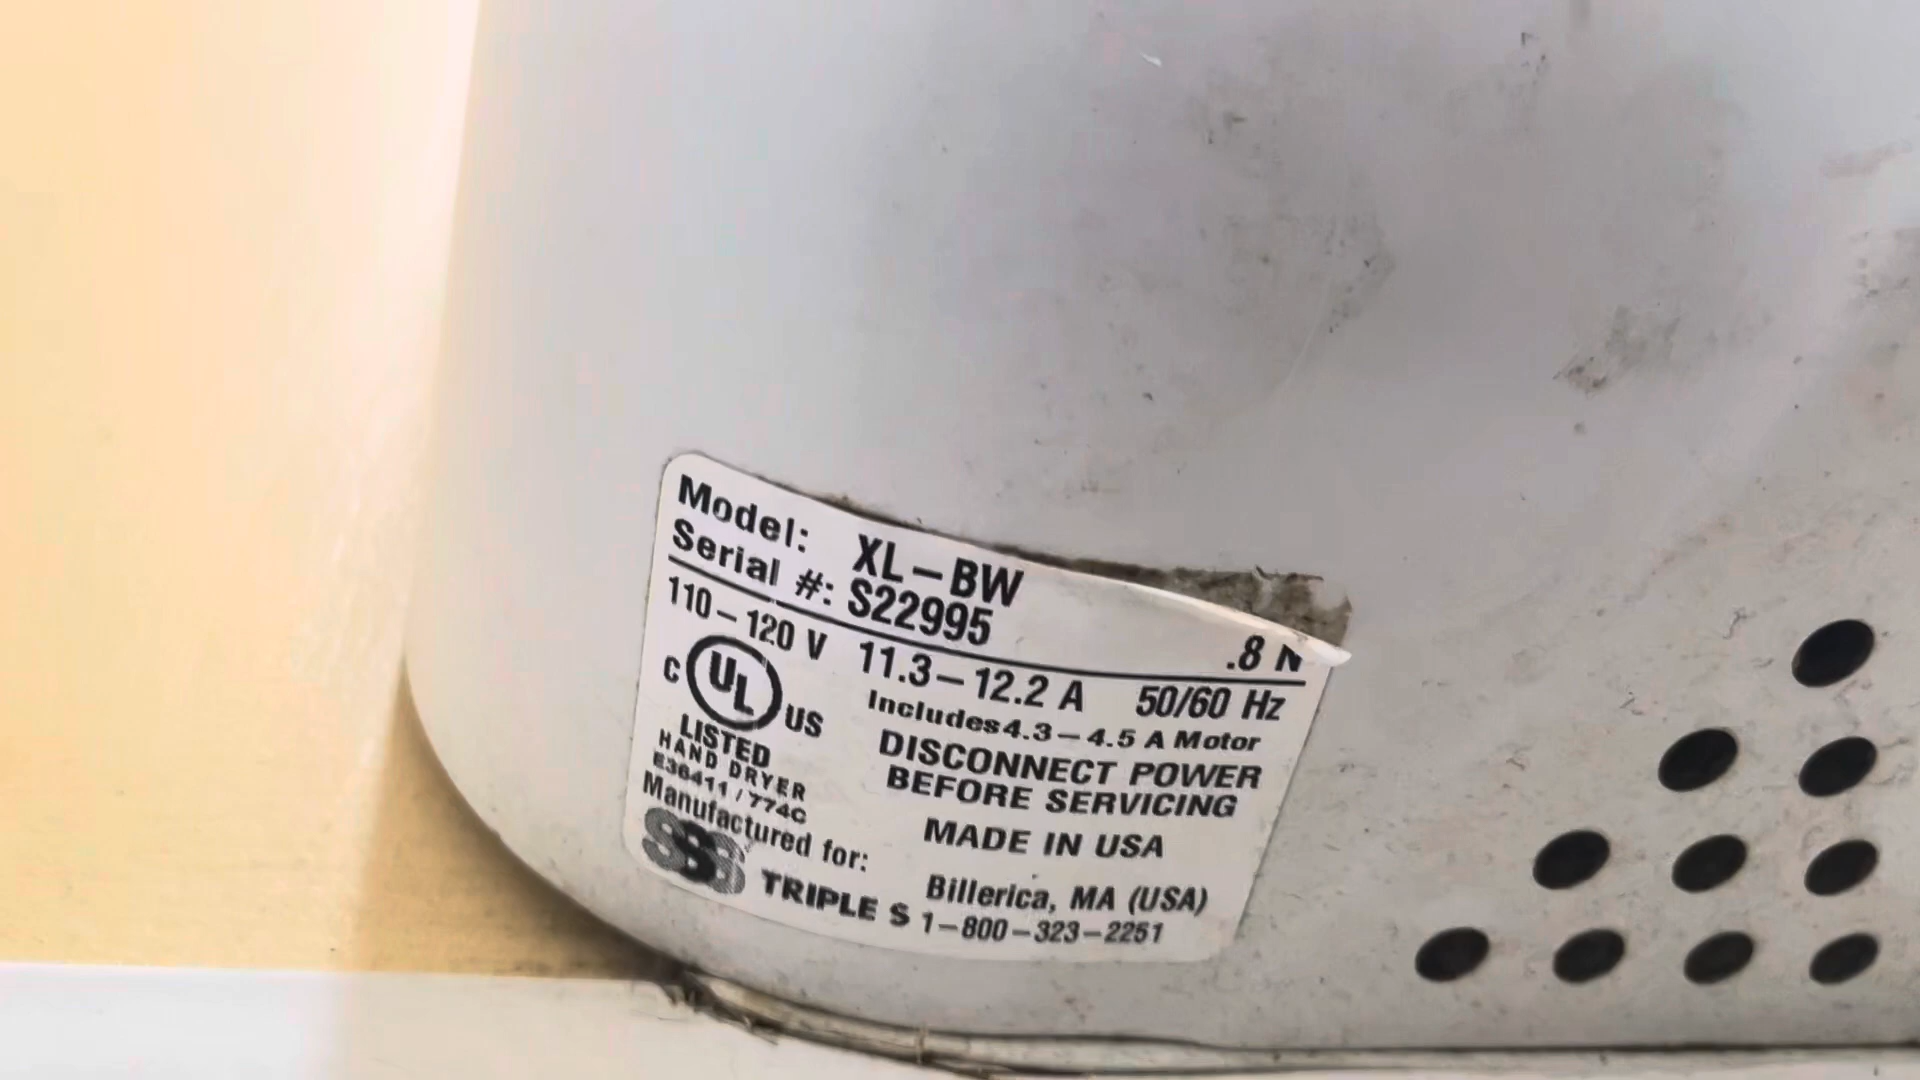 Model: XL-BW
Serial #: S22995 .8 N
110-120 V 11.3-12.2 A 50/60 Hz
Includes 4.3-4.5 A Motor
C UL US
LISTED
HAND DRYER
E36411/774C
DISCONNECT POWER
BEFORE SERVICING
MADE IN USA
Manufactured for:
SSS TRIPLE S
Billerica, MA (USA)
1-800-323-2251